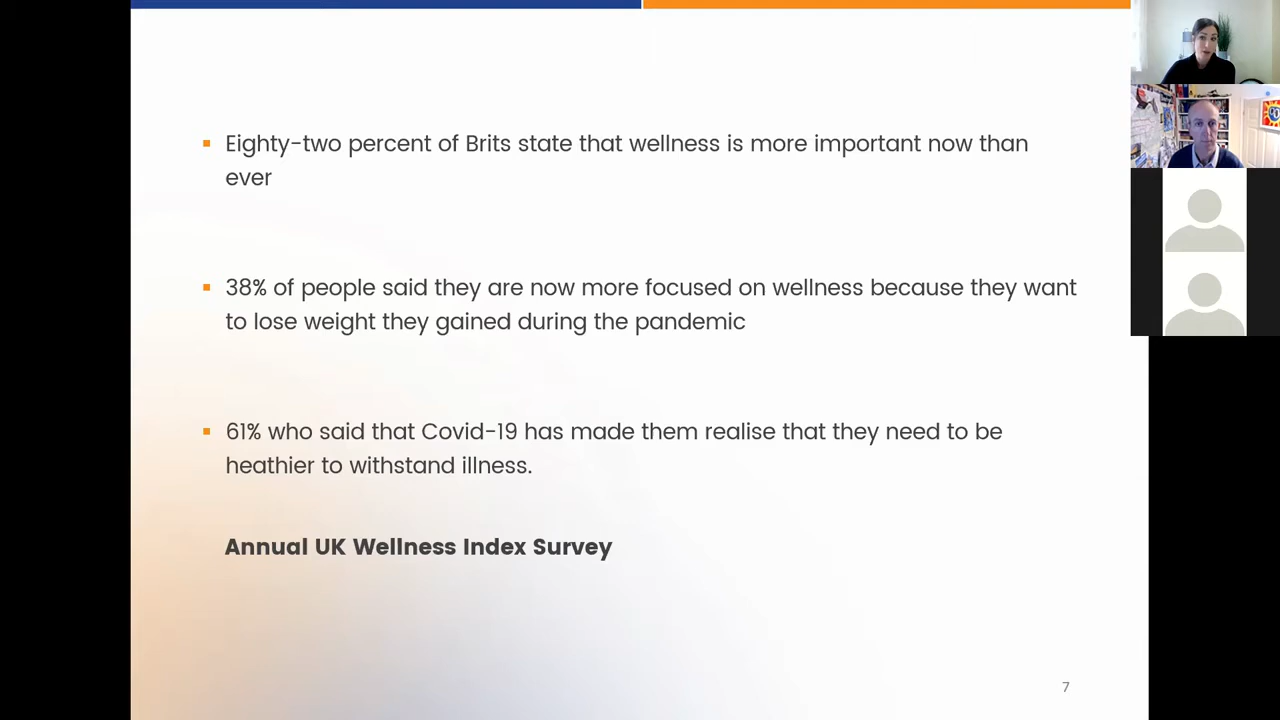 Eighty-two percent of Brits state that wellness is more important now than
ever
38% of people said they are now more focused on wellness because they want
to lose weight they gained during the pandemic
61% who said that Covid-19 has made them realise that they need to be
heathier to withstand illness.
Annual UK Wellness Index Survey
7